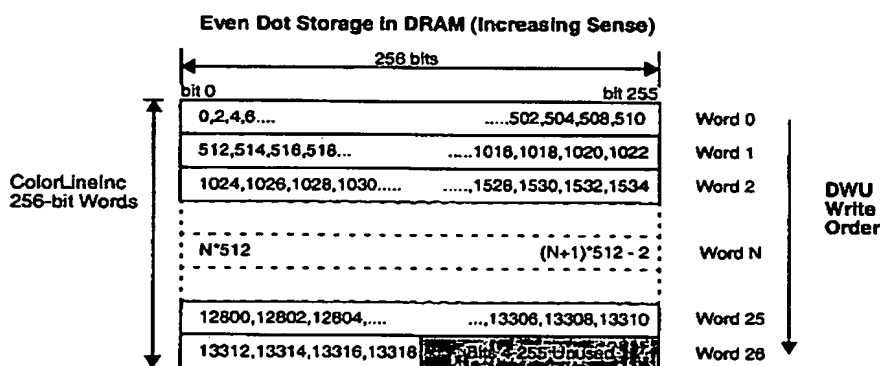 Even Dot Storage in DRAM (Increasing Sense)
256 bits
bit 0 bit 255
0,2,4,6.... .....502,504,508,510 Word 0
512,514,516,518... .....1016,1018,1020,1022 Word 1
1024,1026,1028,1030..... .....,1528,1530,1532,1534 Word 2
ColorLineInc
256-bit Words
DWU
Write
Order
N*512 (N+1)*512 - 2 Word N
12800,12802,12804,.... ...,13306,13308,13310 Word 25
13312,13314,13316,13318 Bits 4-255 Unused Word 26